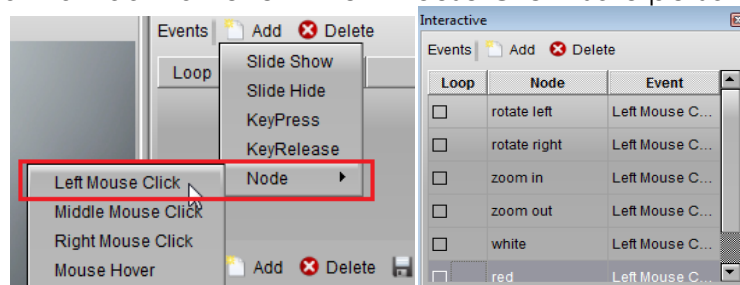 Events Add Delete
Loop
Slide Show
Slide Hide
KeyPress
KeyRelease
Node
Left Mouse Click
Middle Mouse Click
Right Mouse Click
Mouse Hover
Add Delete
Interactive
Events Add Delete
Loop Node Event
rotate left Left Mouse C...
rotate right Left Mouse C...
zoom in Left Mouse C...
zoom out Left Mouse C...
white Left Mouse C...
red Left Mouse C...